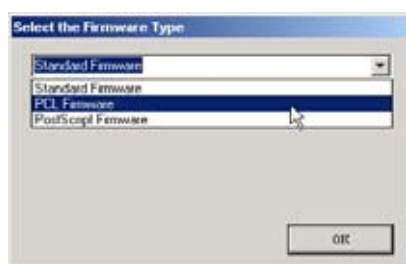 Select the Firmware Type
Standard Firmware
Standard Firmware
PCL Firmware
PostScript Firmware
OK